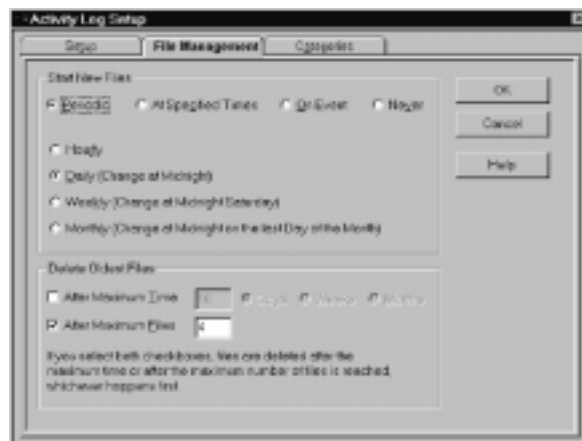 Activity Log Setup
Setup File Management Categories
Start New Files
Periodic At Specified Times On Event Never
Hourly
Daily (Change at Midnight)
Weekly (Change at Midnight Saturday)
Monthly (Change at Midnight on the last Day of the Month)
OK
Cancel
Help
Delete Oldest Files
After Maximum Time Days Weeks Months
After Maximum Files 4
If you select both checkboxes, files are deleted after the
maximum time or after the maximum number of files is reached,
whichever happens first